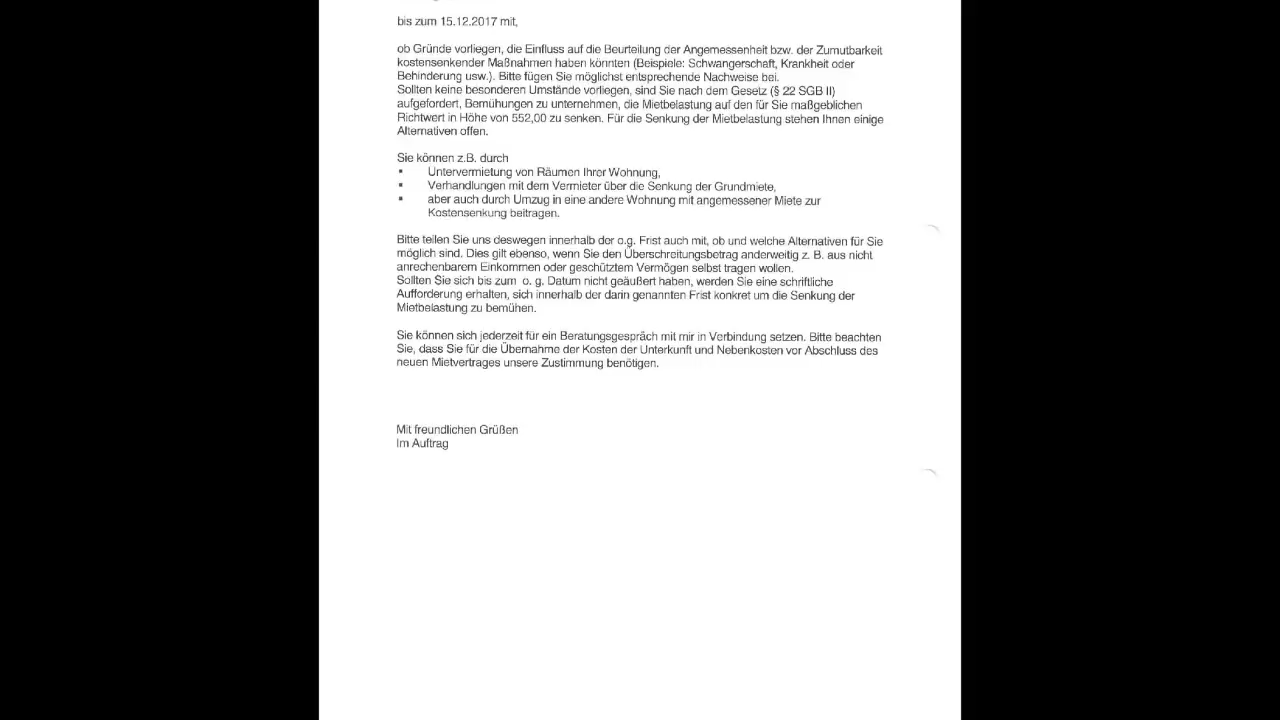 bis zum 15.12.2017 mit,
ob Gründe vorliegen, die Einfluss auf die Beurteilung der Angemessenheit bzw. der Zumutbarkeit
kostensenkender Maßnahmen haben könnten (Beispiele: Schwangerschaft, Krankheit oder
Behinderung usw.). Bitte fügen Sie möglichst entsprechende Nachweise bei.
Sollten keine besonderen Umstände vorliegen, sind Sie nach dem Gesetz (§ 22 SGB II)
aufgefordert, Bemühungen zu unternehmen, die Mietbelastung auf den für Sie maßgeblichen
Richtwert in Höhe von 552,00 zu senken. Für die Senkung der Mietbelastung stehen Ihnen einige
Alternativen offen.
Sie können z.B. durch
▪ Untervermietung von Räumen Ihrer Wohnung,
▪ Verhandlungen mit dem Vermieter über die Senkung der Grundmiete,
▪ aber auch durch Umzug in eine andere Wohnung mit angemessener Miete zur
Kostensenkung beitragen.
Bitte teilen Sie uns deswegen innerhalb der o.g. Frist auch mit, ob und welche Alternativen für Sie
möglich sind. Dies gilt ebenso, wenn Sie den Überschreitungsbetrag anderweitig z. B. aus nicht
anrechenbarem Einkommen oder geschütztem Vermögen selbst tragen wollen.
Sollten Sie sich bis zum o. g. Datum nicht geäußert haben, werden Sie eine schriftliche
Aufforderung erhalten, sich innerhalb der darin genannten Frist konkret um die Senkung der
Mietbelastung zu bemühen.
Sie können sich jederzeit für ein Beratungsgespräch mit mir in Verbindung setzen. Bitte beachten
Sie, dass Sie für die Übernahme der Kosten der Unterkunft und Nebenkosten vor Abschluss des
neuen Mietvertrages unsere Zustimmung benötigen.
Mit freundlichen Grüßen
Im Auftrag